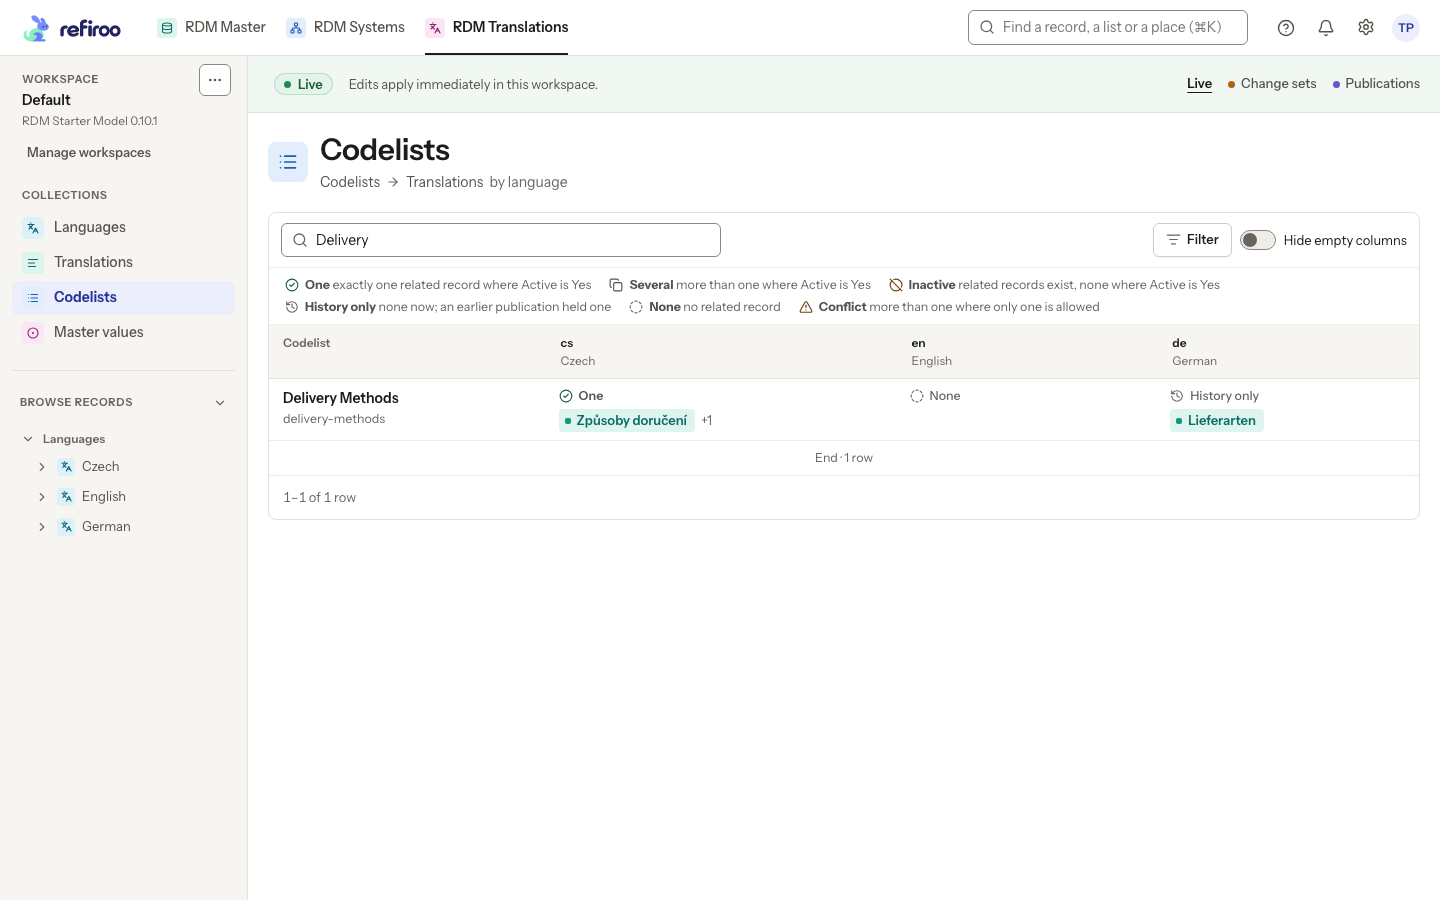 refiroo
RDM Master
RDM Systems
RDM Translations
Find a record, a list or a place (⌘K)
TP
WORKSPACE
Default
RDM Starter Model 0.10.1
Manage workspaces
COLLECTIONS
Languages
Translations
Codelists
Master values
BROWSE RECORDS
Languages
Czech
English
German
Live
Edits apply immediately in this workspace.
Live
Change sets
Publications
Codelists
Codelists → Translations by language
Delivery
Filter
Hide empty columns
One exactly one related record where Active is Yes
Several more than one where Active is Yes
Inactive related records exist, none where Active is Yes
History only none now; an earlier publication held one
None no related record
Conflict more than one where only one is allowed
Codelist
cs
Czech
en
English
de
German
Delivery Methods
delivery-methods
One
Způsoby doručení +1
None
History only
Lieferarten
End · 1 row
1–1 of 1 row